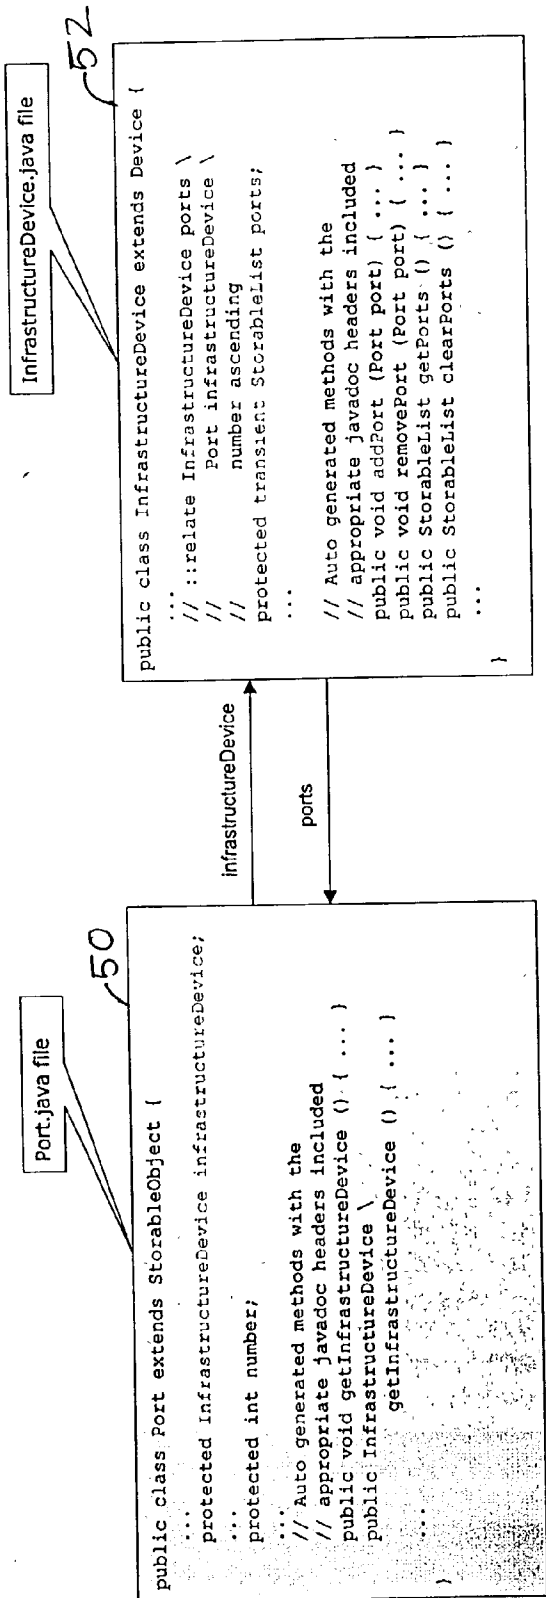 Port.java file
50
public class Port extends StorableObject {
...
protected InfrastructureDevice infrastructureDevice;
...
protected int number;
...
// Auto generated methods with the
// appropriate javadoc headers included
public void getInfrastructureDevice () { ... }
public InfrastructureDevice \
getInfrastructureDevice () { ... }
...
}
infrastructureDevice
ports
InfrastructureDevice.java file
52
public class InfrastructureDevice extends Device {
...
// ::relate InfrastructureDevice ports \
// Port infrastructureDevice \
// number ascending
protected transient StorableList ports;
...
// Auto generated methods with the
// appropriate javadoc headers included
public void addPort (Port port) { ... }
public void removePort (Port port) { ... }
public StorableList getPorts () { ... }
public StorableList clearPorts () { ... }
...
}